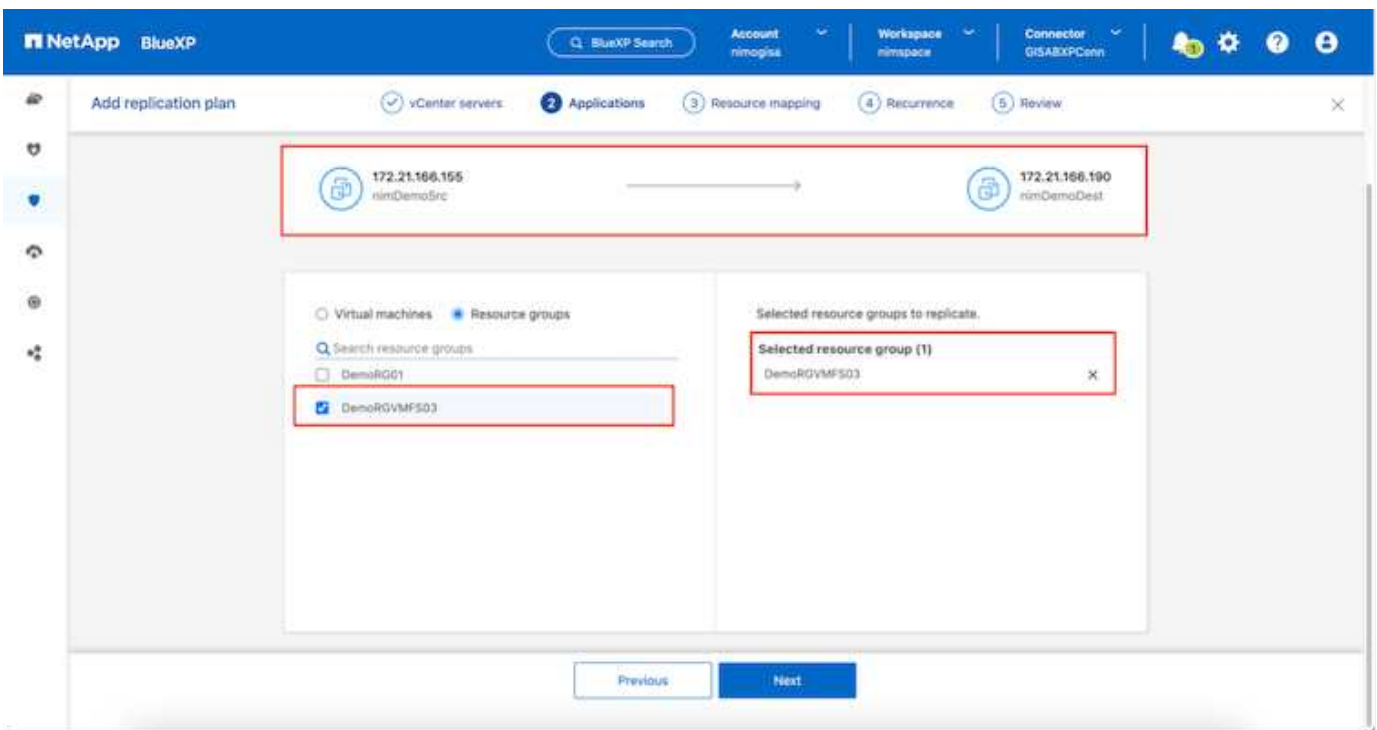 NetApp BlueXP
BlueXP Search
Account
nimogisa
Workspace
nimspace
Connector
GISABXPConn
1
Add replication plan
vCenter servers
2 Applications
3 Resource mapping
4 Recurrence
5 Review
172.21.166.155
nimDemoSrc
172.21.166.190
nimDemoDest
Virtual machines
Resource groups
Search resource groups
DemoRG01
DemoRGVMFS03
Selected resource groups to replicate.
Selected resource group (1)
DemoRGVMFS03
Previous
Next